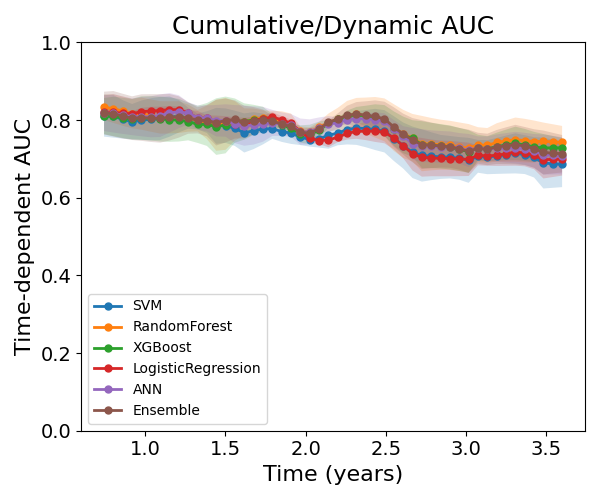 Cumulative/Dynamic AUC
Time-dependent AUC
1.0
0.8
0.6
0.4
0.2
0.0
SVM
RandomForest
XGBoost
LogisticRegression
ANN
Ensemble
1.0 1.5 2.0 2.5 3.0 3.5
Time (years)